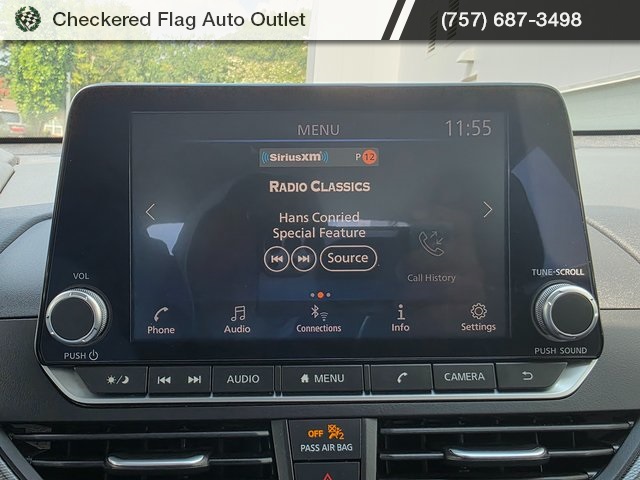 Checkered Flag Auto Outlet
(757) 687-3498
MENU
11:55
SiriusXM P 12
RADIO CLASSICS
Hans Conried
Special Feature
Source
Call History
VOL
TUNE-SCROLL
Phone
Audio
Connections
Info
Settings
PUSH
PUSH SOUND
AUDIO
MENU
CAMERA
OFF 2
PASS AIR BAG